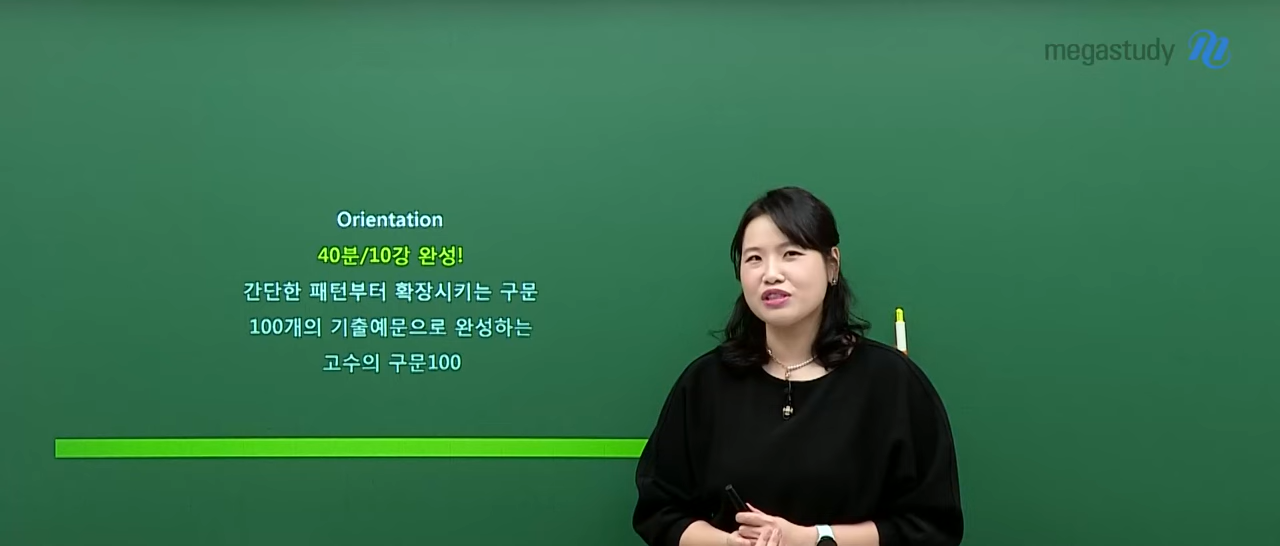 megastudy
Orientation
40분/10강 완성!
간단한 패턴부터 확장시키는 구문
100개의 기출예문으로 완성하는
고수의 구문100